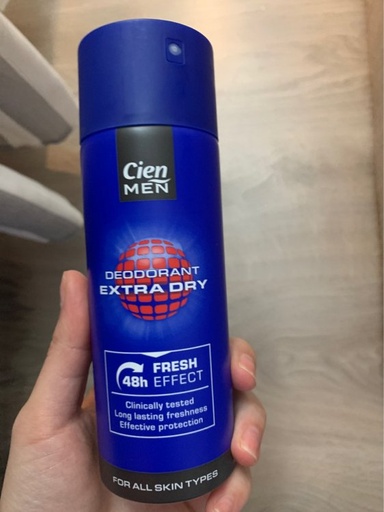 Cien
MEN
DEODORANT
EXTRA DRY
48h
FRESH
EFFECT
Clinically tested
Long lasting freshness
Effective protection
FOR ALL SKIN TYPES